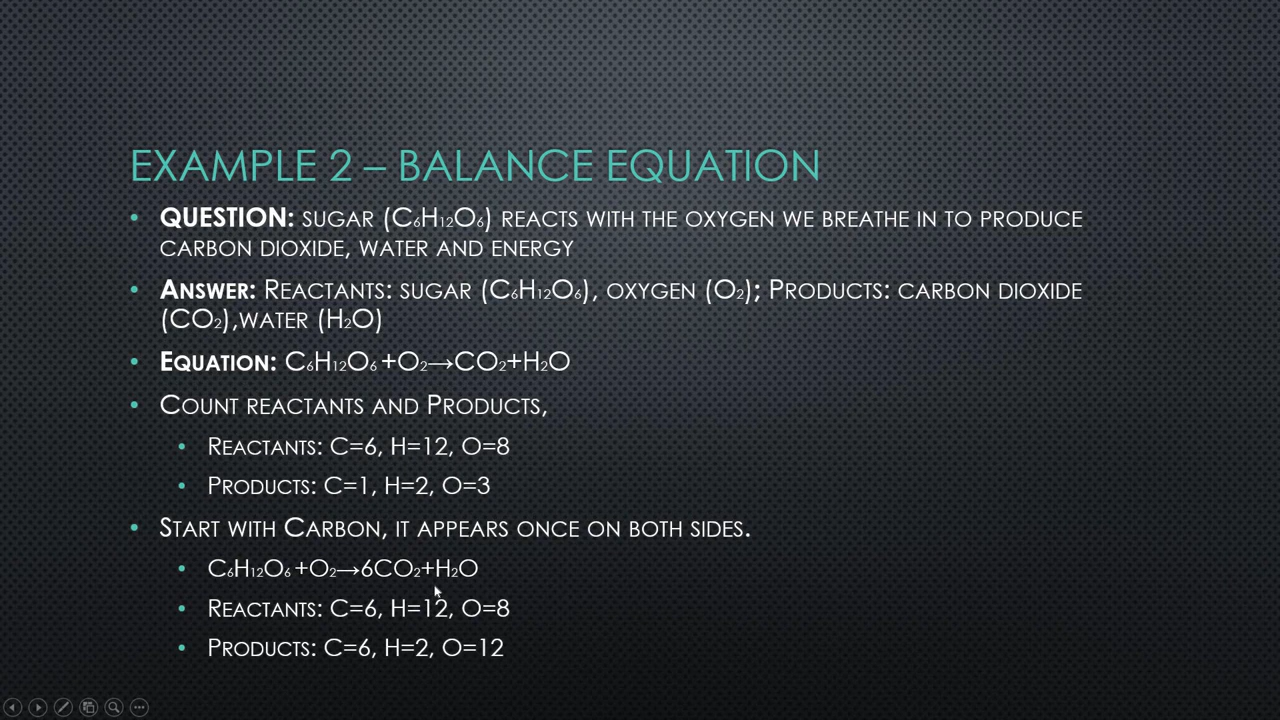 EXAMPLE 2 – BALANCE EQUATION
• QUESTION: SUGAR (C₆H₁₂O₆) REACTS WITH THE OXYGEN WE BREATHE IN TO PRODUCE
CARBON DIOXIDE, WATER AND ENERGY
• ANSWER: REACTANTS: SUGAR (C₆H₁₂O₆), OXYGEN (O₂); PRODUCTS: CARBON DIOXIDE
(CO₂),WATER (H₂O)
• EQUATION: C₆H₁₂O₆ +O₂→CO₂+H₂O
• COUNT REACTANTS AND PRODUCTS,
• REACTANTS: C=6, H=12, O=8
• PRODUCTS: C=1, H=2, O=3
• START WITH CARBON, IT APPEARS ONCE ON BOTH SIDES.
• C₆H₁₂O₆ +O₂→6CO₂+H₂O
• REACTANTS: C=6, H=12, O=8
• PRODUCTS: C=6, H=2, O=12